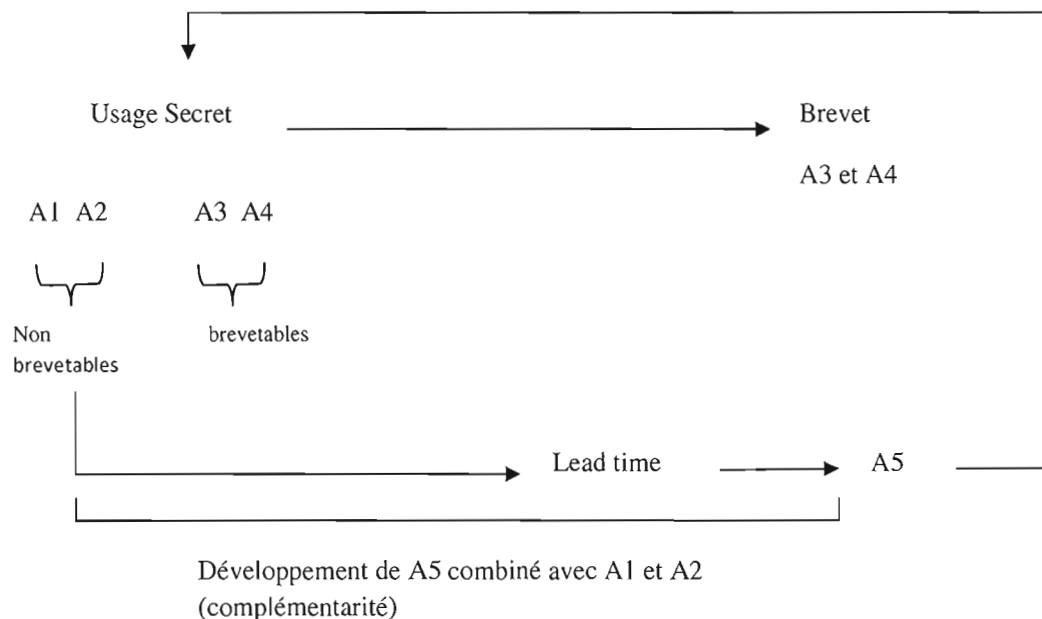 Usage Secret
Brevet
A3 et A4
A1 A2
A3 A4
Non
brevetables
brevetables
Lead time
A5
Développement de A5 combiné avec A1 et A2
(complémentarité)